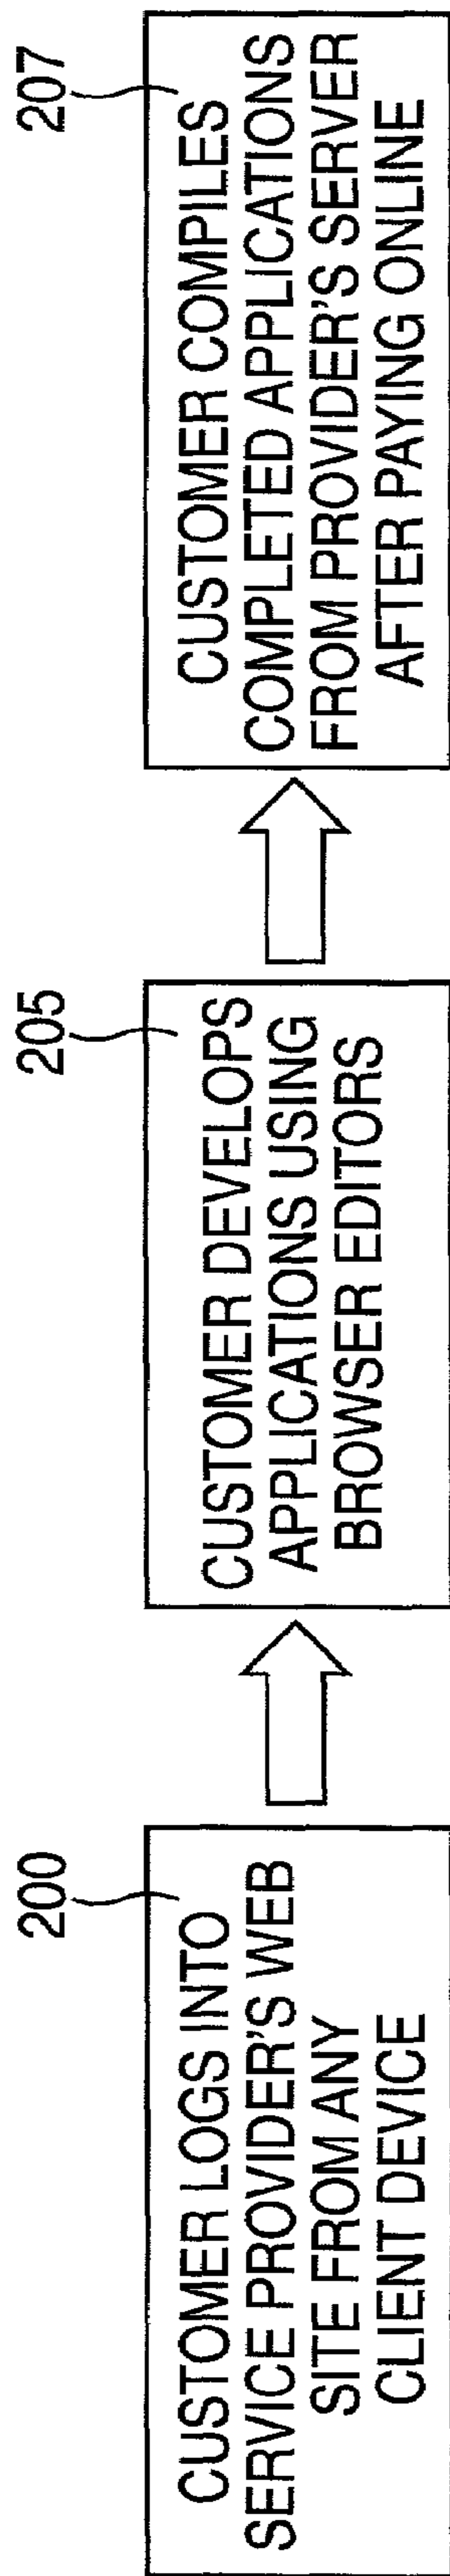 200
CUSTOMER LOGS INTO
SERVICE PROVIDER'S WEB
SITE FROM ANY
CLIENT DEVICE
205
CUSTOMER DEVELOPS
APPLICATIONS USING
BROWSER EDITORS
207
CUSTOMER COMPILES
COMPLETED APPLICATIONS
FROM PROVIDER'S SERVER
AFTER PAYING ONLINE